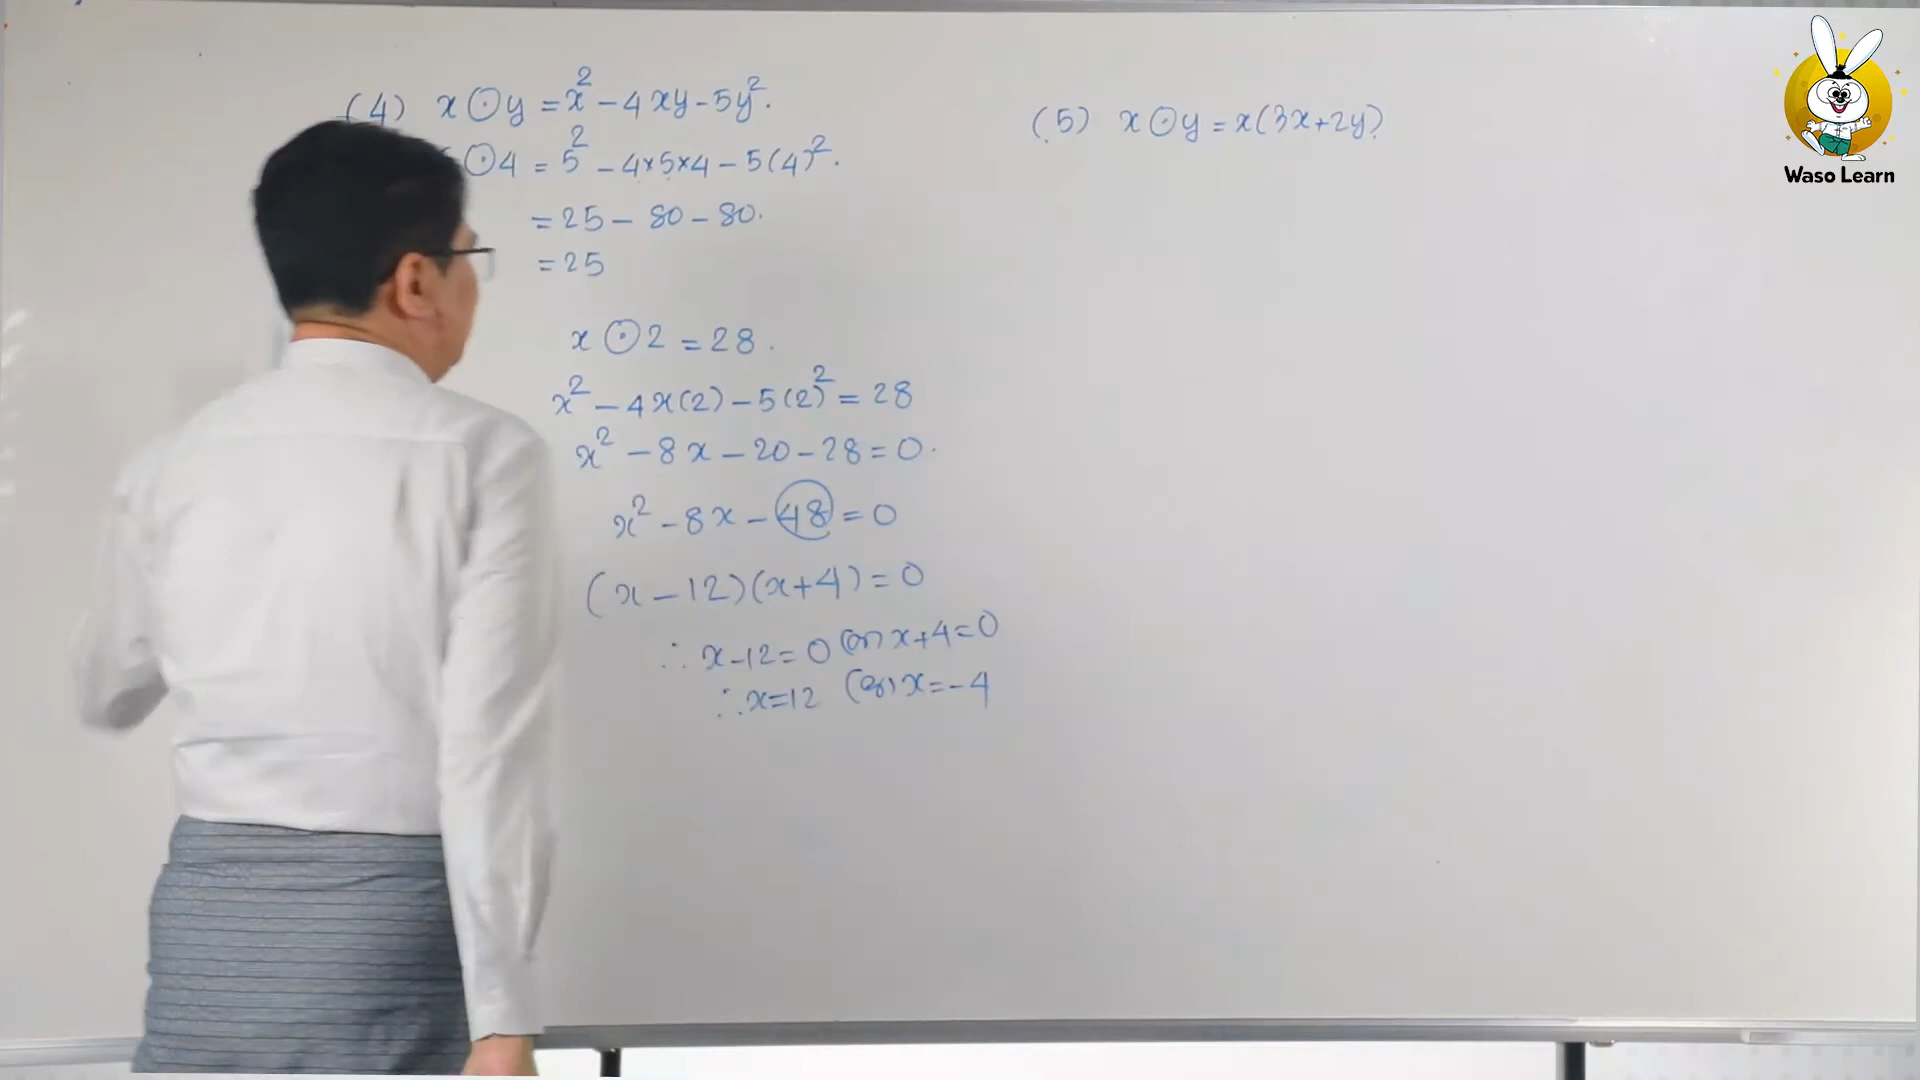 (4) x⊙y = x² - 4xy - 5y².
⊙4 = 5² - 4×5×4 - 5(4)².
= 25 - 80 - 80.
= 25
x⊙2 = 28.
x² - 4x(2) - 5(2)² = 28
x² - 8x - 20 - 28 = 0.
x² - 8x - 48 = 0
(x - 12)(x + 4) = 0
∴ x - 12 = 0 (or) x + 4 = 0
∴ x = 12 (or) x = -4
(5) x⊙y = x(3x + 2y)
Waso Learn